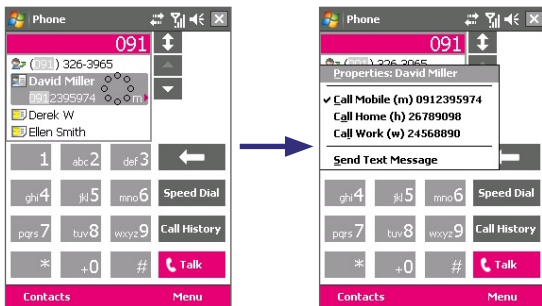 Phone
091
(091) 326-3965
David Miller
0912395974 m
Derek W
Ellen Smith
1 abc2 def3
ghi4 jkl5 mno6 Speed Dial
pqrs7 tuv8 wxyz9 Call History
* +0 # Talk
Contacts Menu
Phone
091
(091) 326-3965
Properties: David Miller
Call Mobile (m) 0912395974
Call Home (h) 26789098
Call Work (w) 24568890
Send Text Message
ghi4 jkl5 mno6 Speed Dial
pqrs7 tuv8 wxyz9 Call History
* +0 # Talk
Contacts Menu